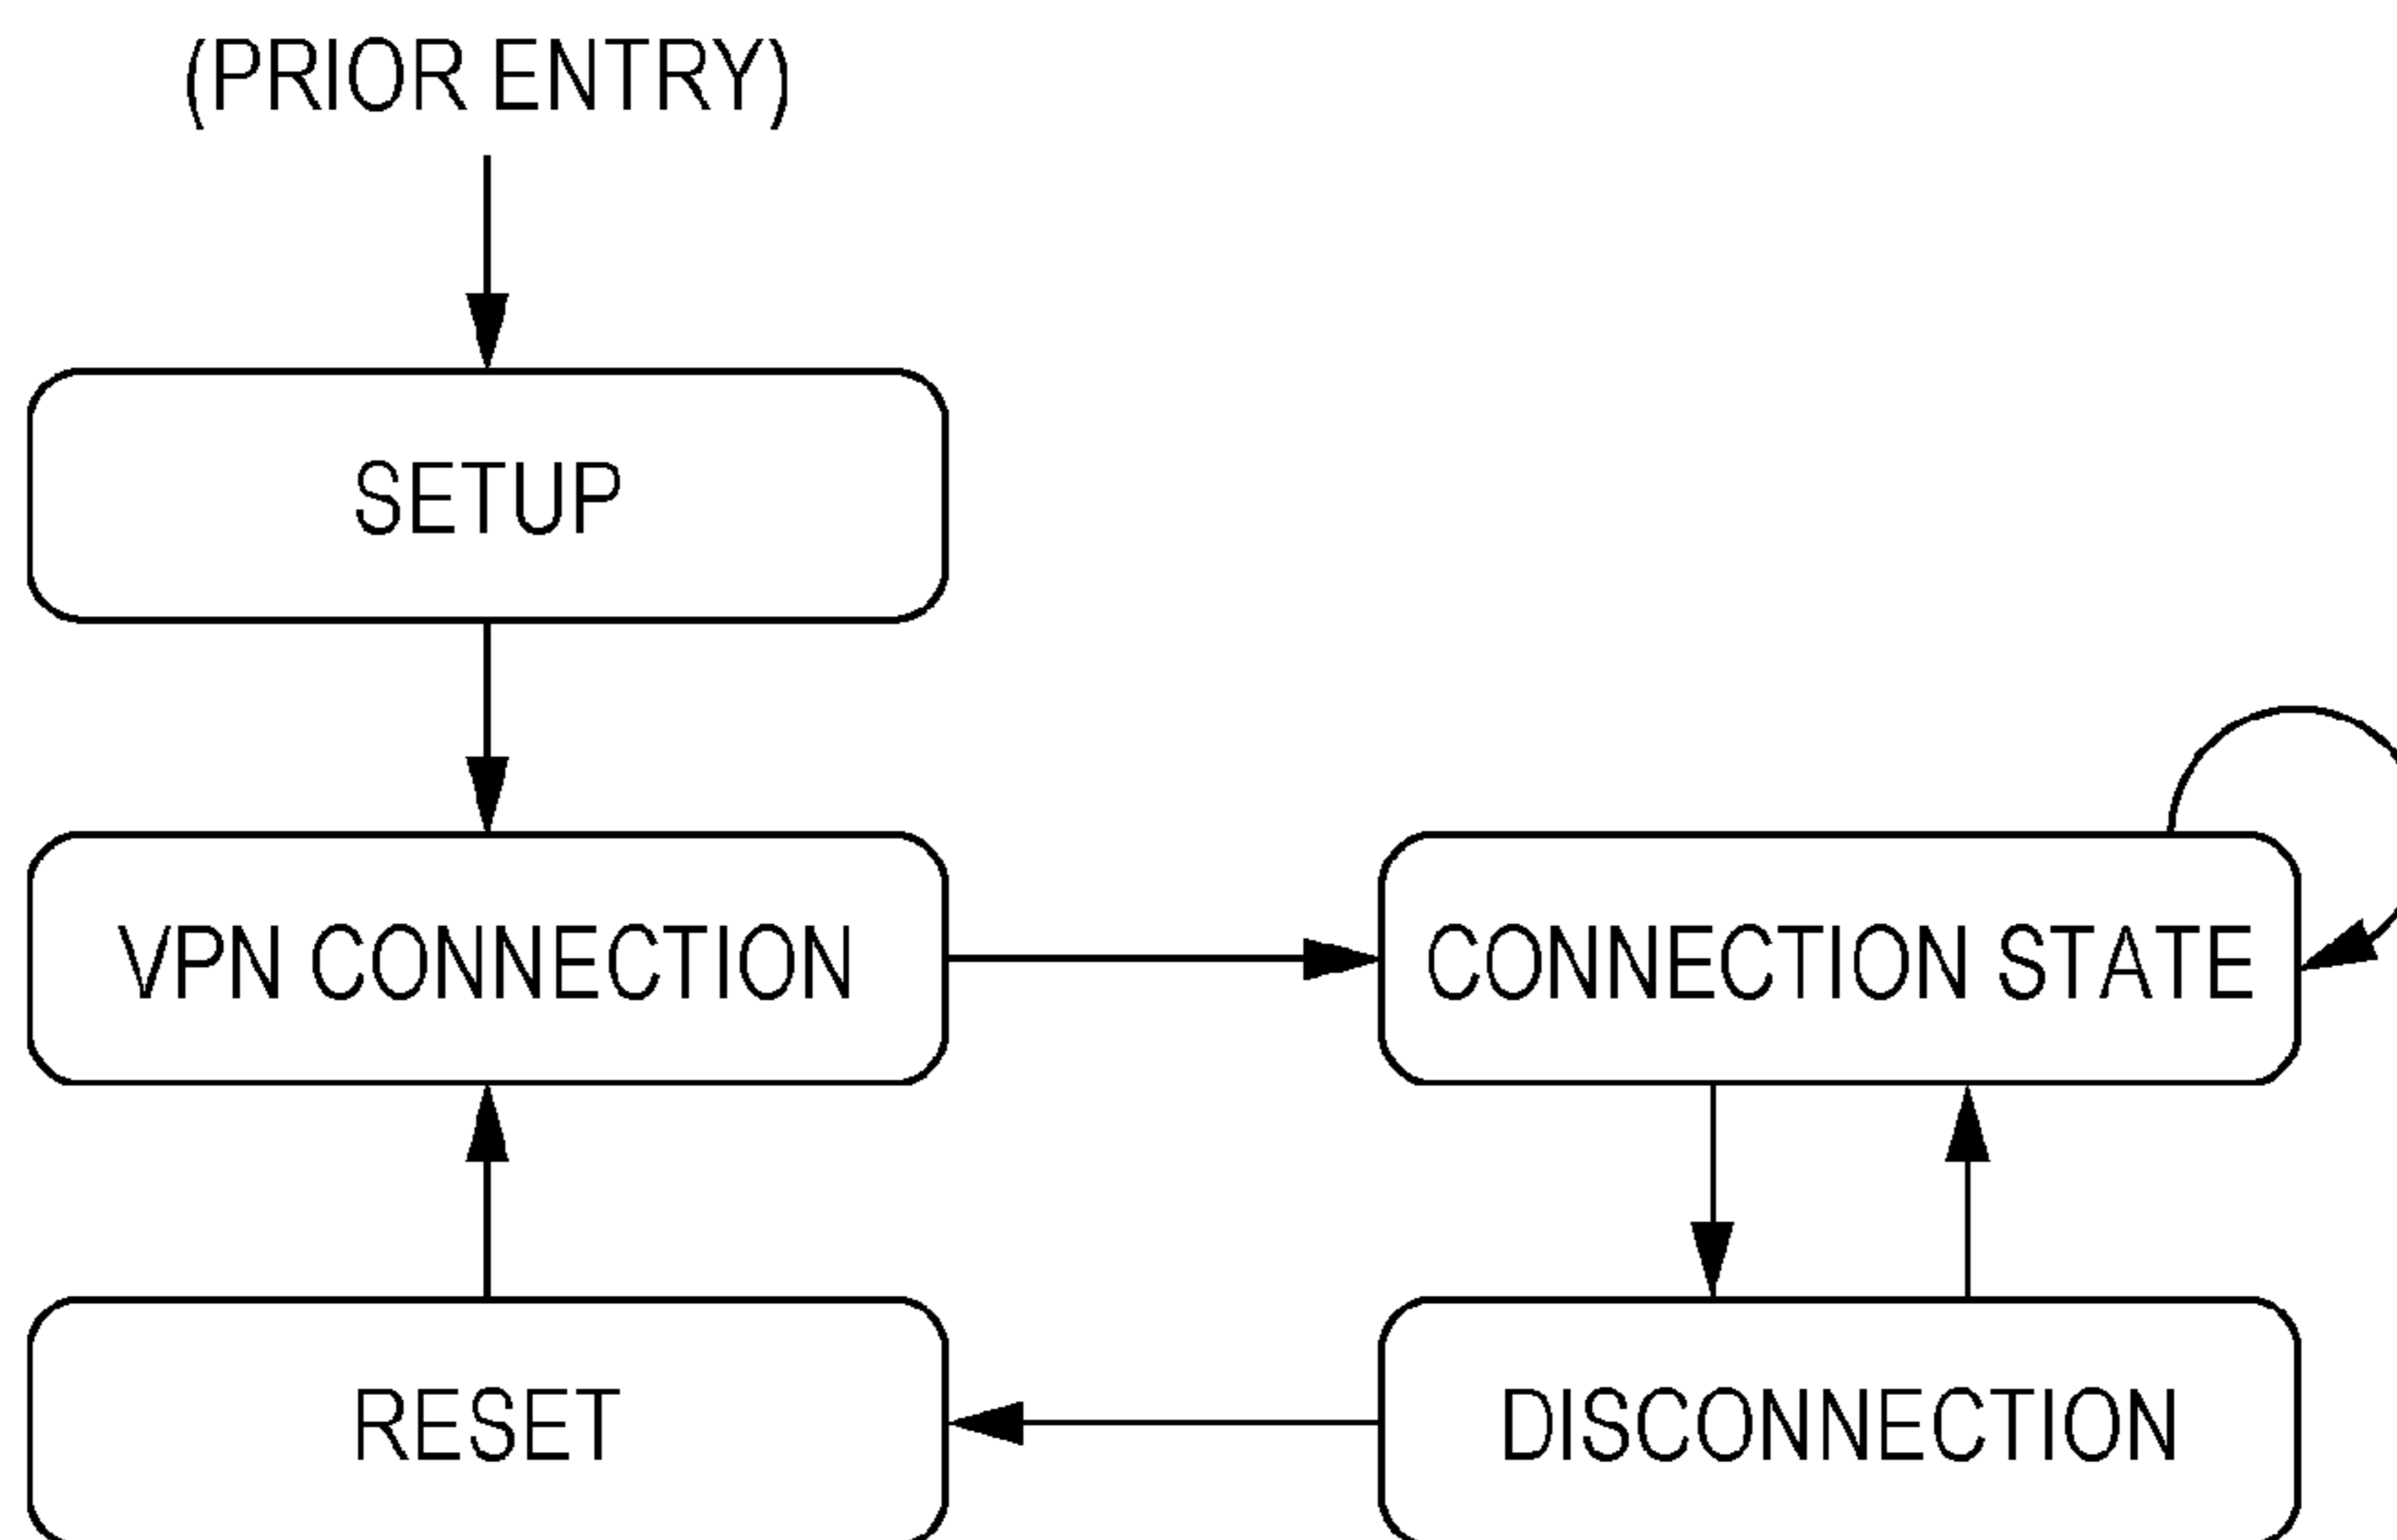 (PRIOR ENTRY)
SETUP
VPN CONNECTION
CONNECTION STATE
RESET
DISCONNECTION